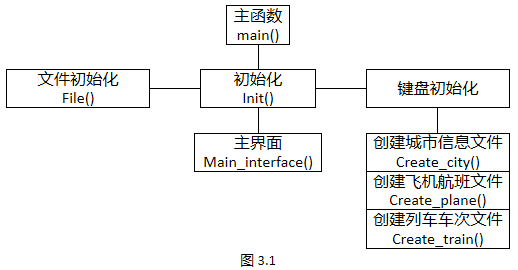 主函数
main()
文件初始化
File()
初始化
Init()
键盘初始化
主界面
Main_interface()
创建城市信息文件
Create_city()
创建飞机航班文件
Create_plane()
创建列车车次文件
Create_train()
图 3.1